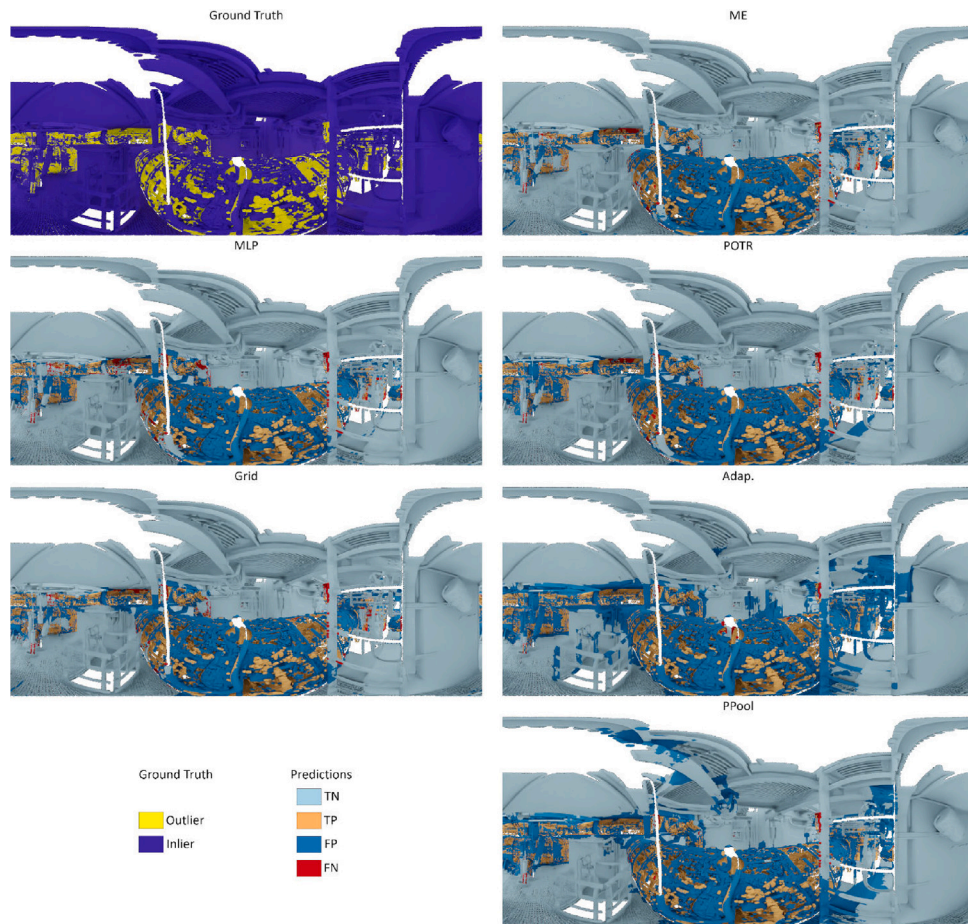 Ground Truth
ME
MLP
POTR
Grid
Adap.
PPool
Ground Truth
Outlier
Inlier
Predictions
TN
TP
FP
FN